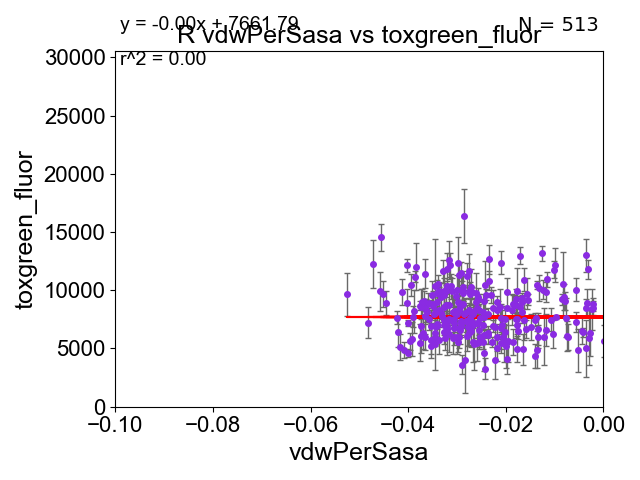 y = -0.00x + 7661.79
N = 513
R vdwPerSasa vs toxgreen_fluor
r^2 = 0.00
30000
25000
20000
15000
10000
5000
0
toxgreen_fluor
−0.10 −0.08 −0.06 −0.04 −0.02 0.00
vdwPerSasa